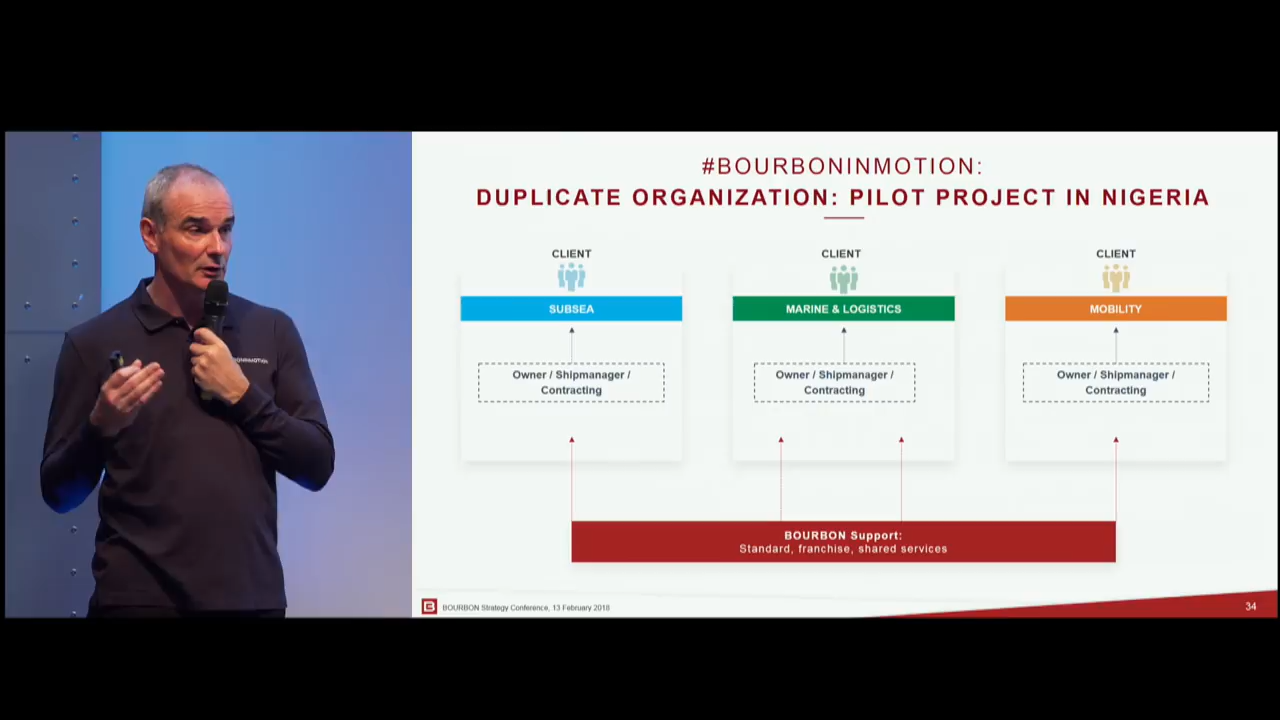 #BOURBONINMOTION:
DUPLICATE ORGANIZATION: PILOT PROJECT IN NIGERIA
CLIENT
CLIENT
CLIENT
SUBSEA
MARINE & LOGISTICS
MOBILITY
Owner / Shipmanager /
Contracting
Owner / Shipmanager /
Contracting
Owner / Shipmanager /
Contracting
BOURBON Support:
Standard, franchise, shared services
BOURBON Strategy Conference, 13 February 2018
34